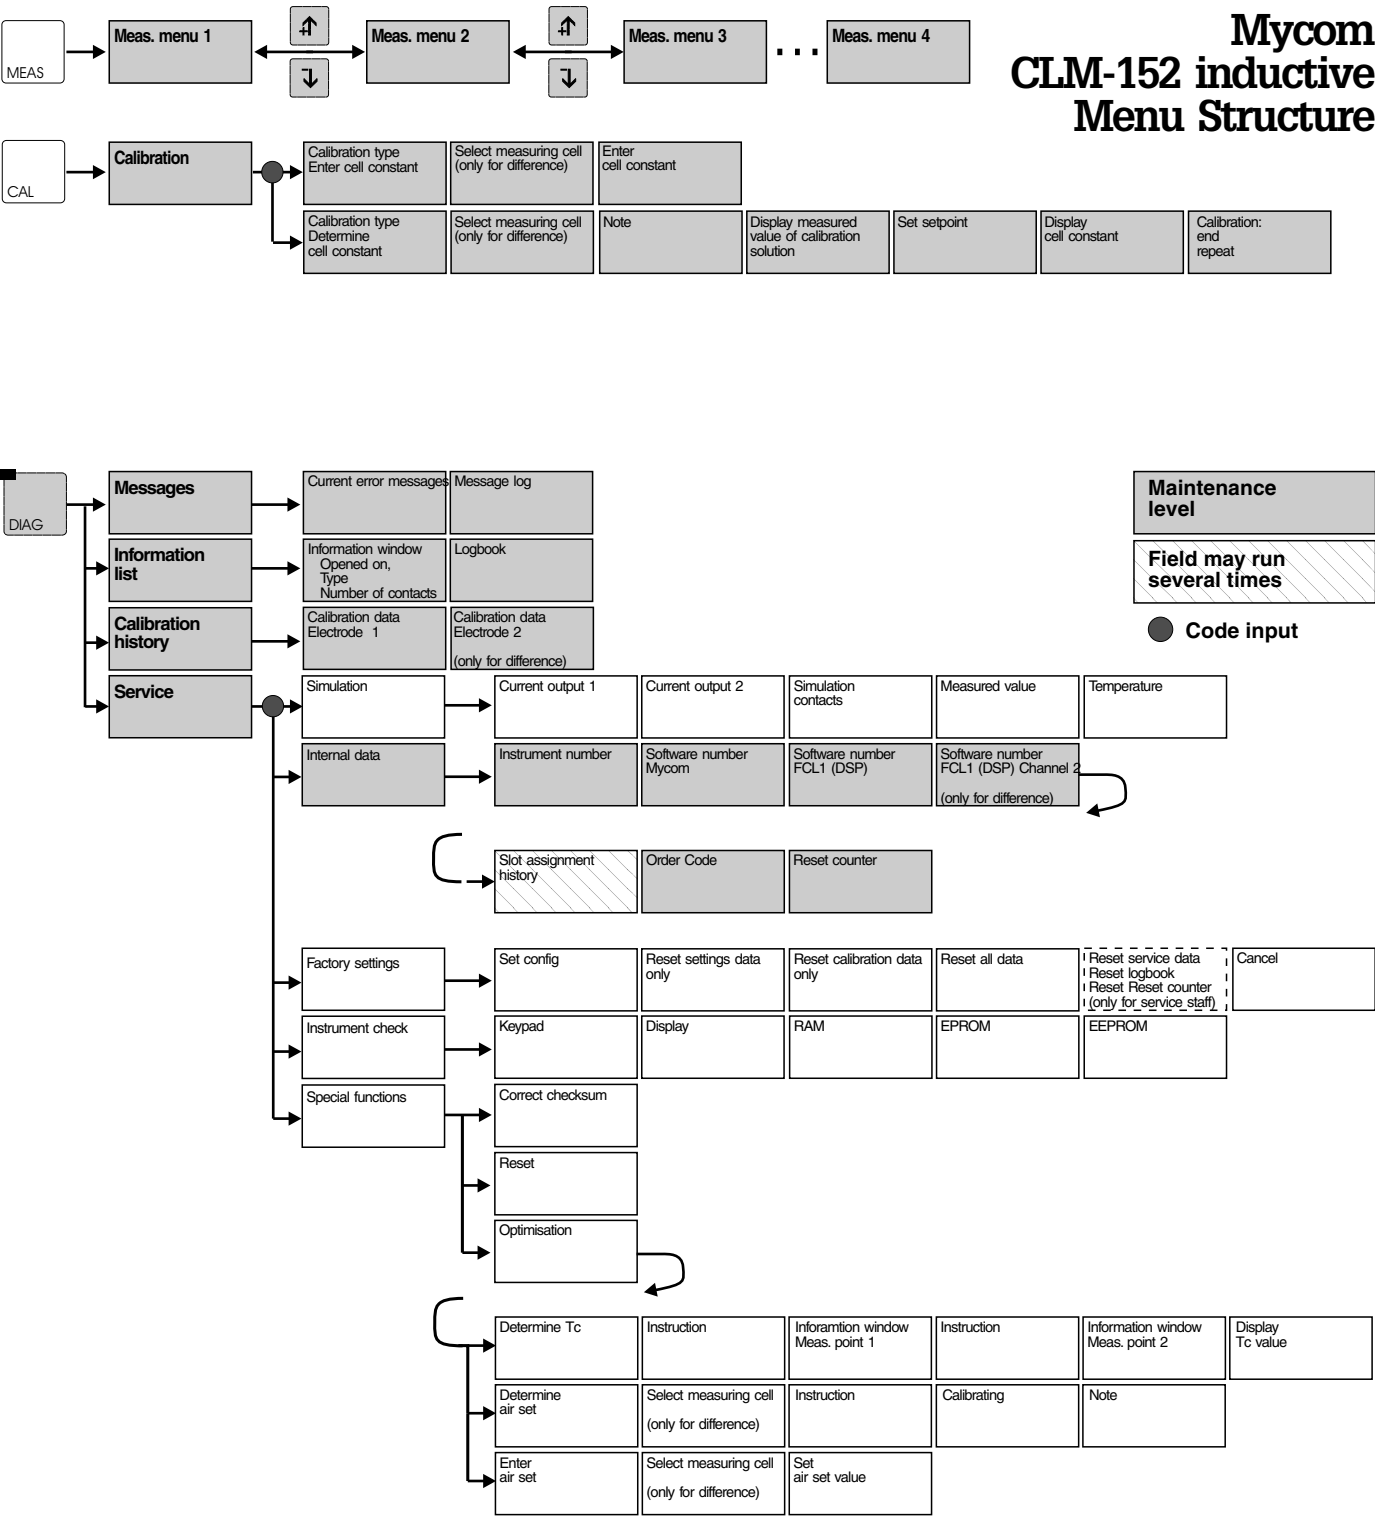 Mycom
CLM-152 inductive
Menu Structure
MEAS
Meas. menu 1
Meas. menu 2
Meas. menu 3
Meas. menu 4
CAL
Calibration
Calibration type
Enter cell constant
Select measuring cell
(only for difference)
Enter
cell constant
Calibration type
Determine
cell constant
Select measuring cell
(only for difference)
Note
Display measured
value of calibration
solution
Set setpoint
Display
cell constant
Calibration:
end
repeat
DIAG
Messages
Current error messages
Message log
Information
list
Information window
Opened on,
Type
Number of contacts
Logbook
Calibration
history
Calibration data
Electrode 1
Calibration data
Electrode 2
(only for difference)
Maintenance
level
Field may run
several times
Code input
Service
Simulation
Current output 1
Current output 2
Simulation
contacts
Measured value
Temperature
Internal data
Instrument number
Software number
Mycom
Software number
FCL1 (DSP)
Software number
FCL1 (DSP) Channel 2
(only for difference)
Slot assignment
history
Order Code
Reset counter
Factory settings
Set config
Reset settings data
only
Reset calibration data
only
Reset all data
Reset service data
Reset logbook
Reset Reset counter
(only for service staff)
Cancel
Instrument check
Keypad
Display
RAM
EPROM
EEPROM
Special functions
Correct checksum
Reset
Optimisation
Determine Tc
Instruction
Inforamtion window
Meas. point 1
Instruction
Information window
Meas. point 2
Display
Tc value
Determine
air set
Select measuring cell
(only for difference)
Instruction
Calibrating
Note
Enter
air set
Select measuring cell
(only for difference)
Set
air set value